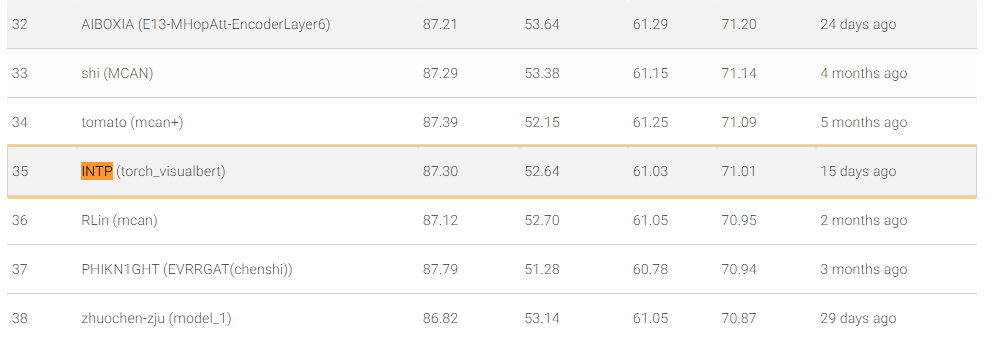 32 AIBOXIA (E13-MHopAtt-EncoderLayer6) 87.21 53.64 61.29 71.20 24 days ago
33 shi (MCAN) 87.29 53.38 61.15 71.14 4 months ago
34 tomato (mcan+) 87.39 52.15 61.25 71.09 5 months ago
35 INTP (torch_visualbert) 87.30 52.64 61.03 71.01 15 days ago
36 RLin (mcan) 87.12 52.70 61.05 70.95 2 months ago
37 PHIKN1GHT (EVRRGAT(chenshi)) 87.79 51.28 60.78 70.94 3 months ago
38 zhuochen-zju (model_1) 86.82 53.14 61.05 70.87 29 days ago